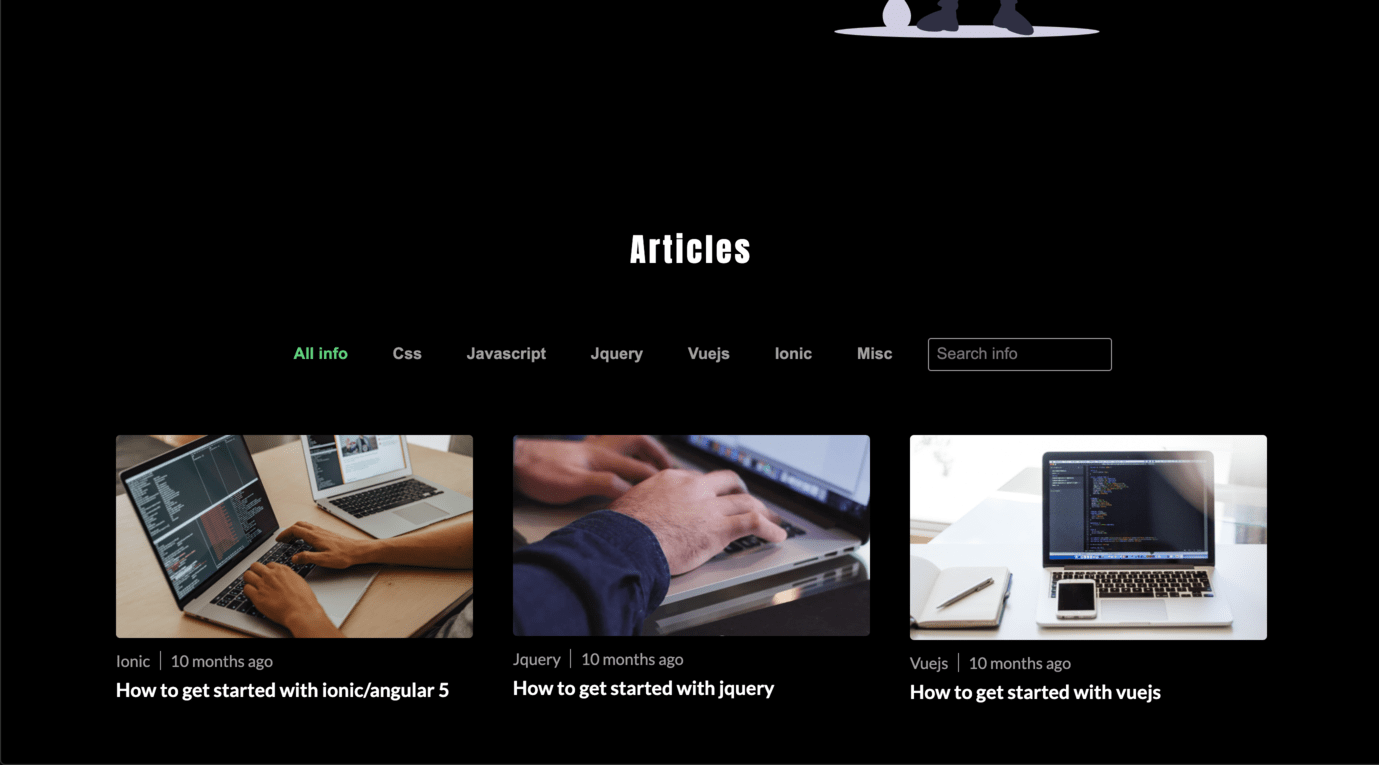 Articles
All info Css Javascript Jquery Vuejs Ionic Misc Search info
Ionic | 10 months ago
How to get started with ionic/angular 5
Jquery | 10 months ago
How to get started with jquery
Vuejs | 10 months ago
How to get started with vuejs